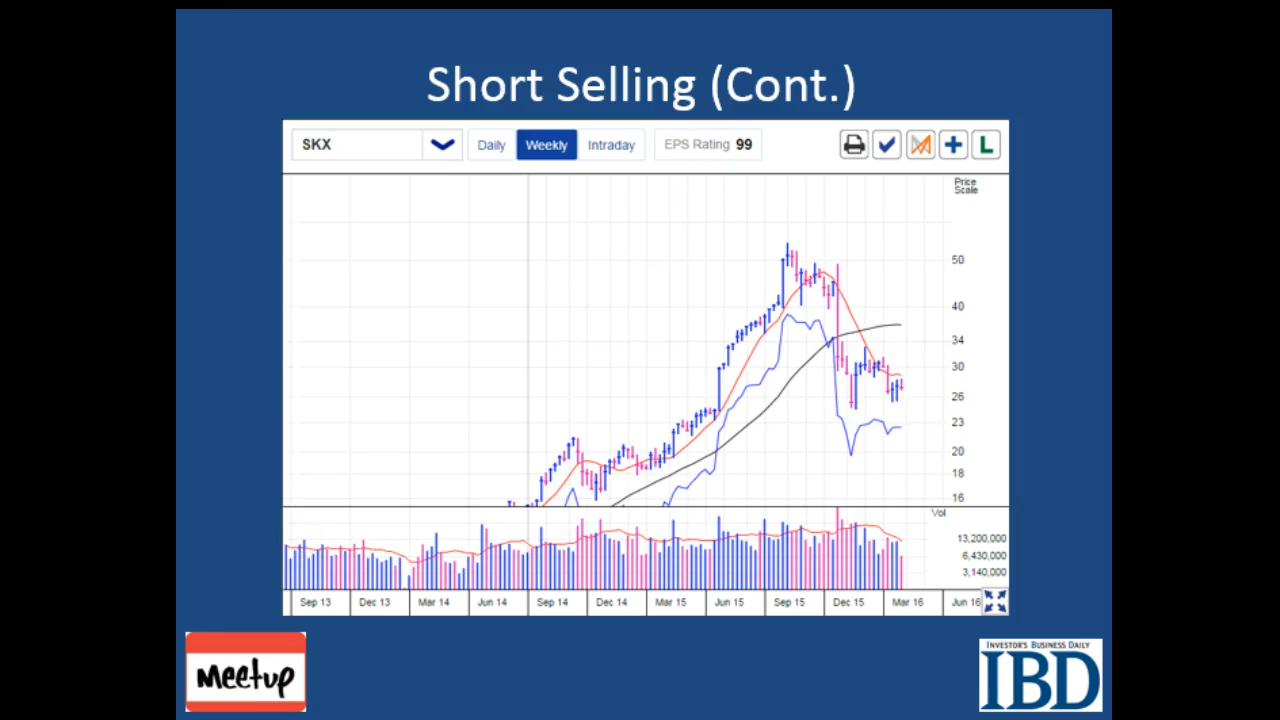 Short Selling (Cont.)
SKX Daily Weekly Intraday EPS Rating 99 L
Price
Scale
50
40
34
30
26
23
20
18
16
Vol
13,200,000
6,430,000
3,140,000
Sep 13 Dec 13 Mar 14 Jun 14 Sep 14 Dec 14 Mar 15 Jun 15 Sep 15 Dec 15 Mar 16 Jun 16
Meetup
INVESTOR'S BUSINESS DAILY
IBD